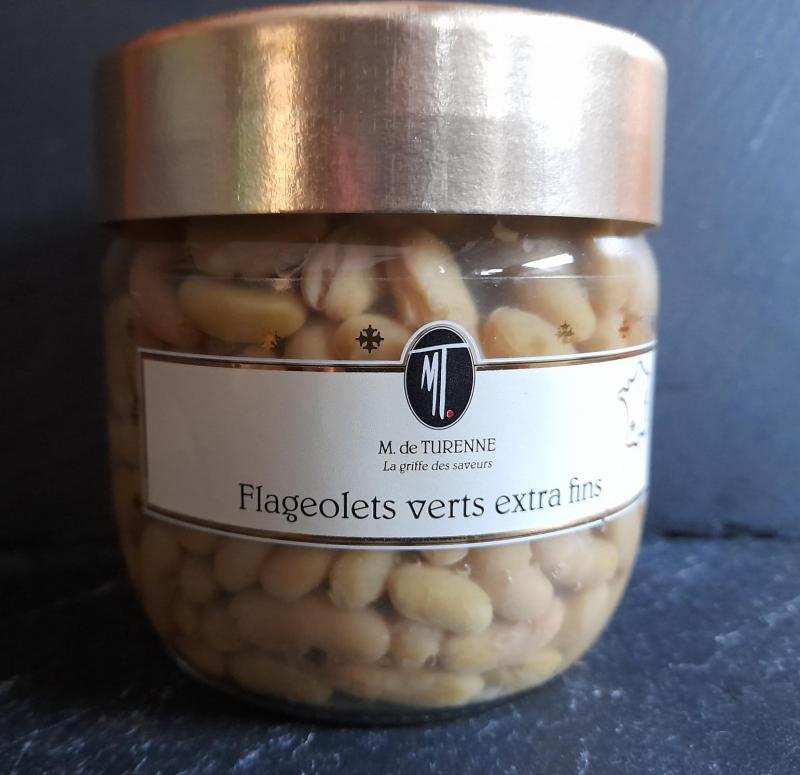 MT.
M. de TURENNE
La griffe des saveurs
Flageolets verts extra fins